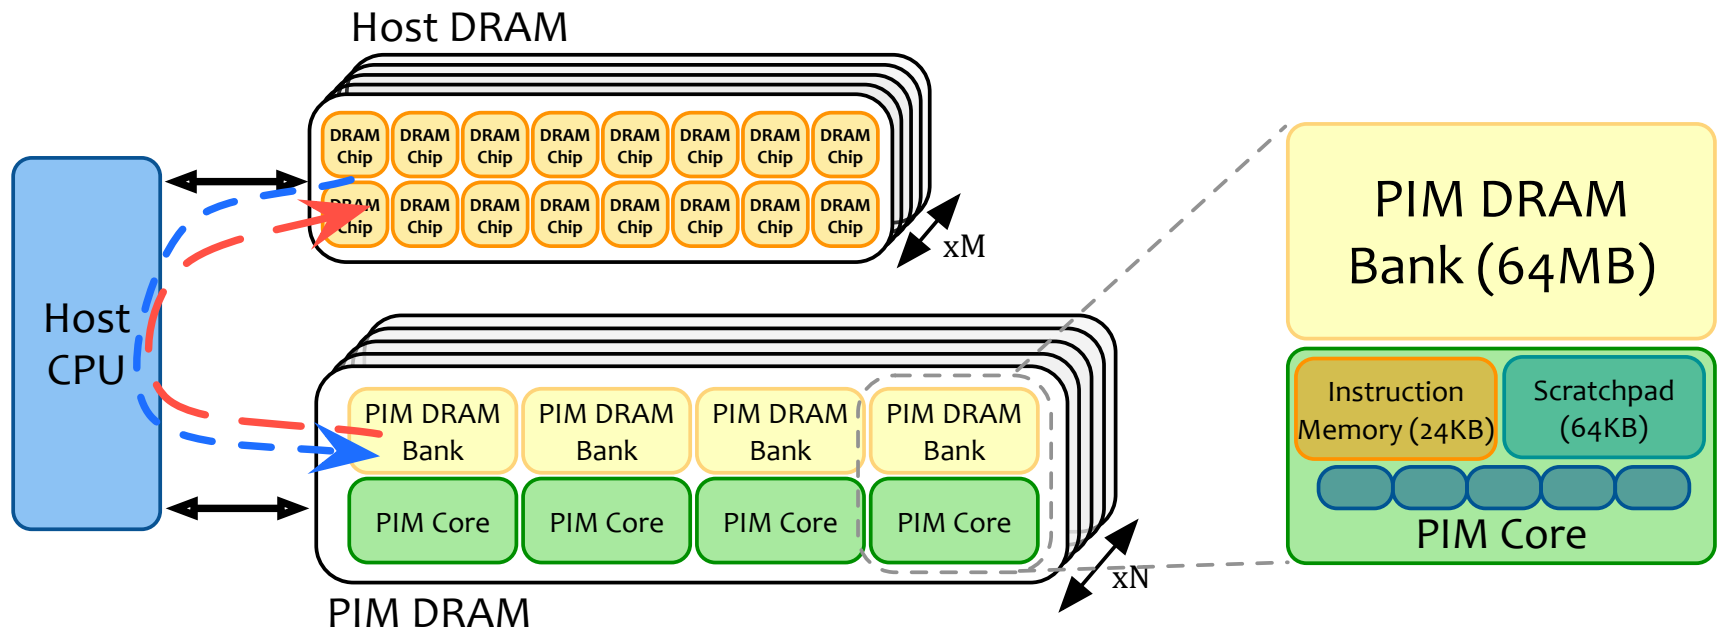 Host DRAM
DRAM DRAM DRAM DRAM DRAM DRAM DRAM DRAM
Chip Chip Chip Chip Chip Chip Chip Chip
DRAM DRAM DRAM DRAM DRAM DRAM DRAM DRAM
Chip Chip Chip Chip Chip Chip Chip Chip
xM
Host
CPU
PIM DRAM PIM DRAM PIM DRAM PIM DRAM
Bank Bank Bank Bank
PIM Core PIM Core PIM Core PIM Core
xN
PIM DRAM
PIM DRAM
Bank (64MB)
Instruction
Memory (24KB)
Scratchpad
(64KB)
PIM Core